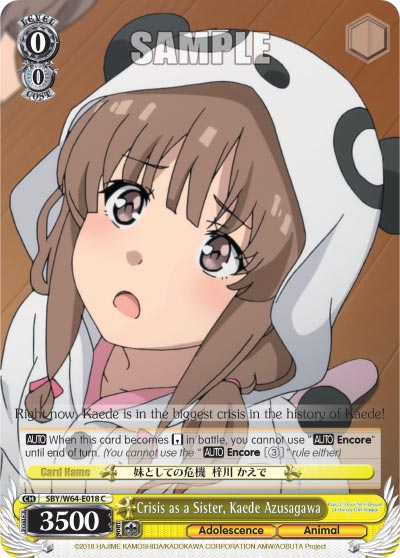 LEVEL
0
SAMPLE
0
COST
Right now, Kaede is in the biggest crisis in the history of Kaede!
AUTO When this card becomes in battle, you cannot use “ AUTO Encore”
until end of turn. (You cannot use the “ AUTO Encore [③]” rule either)
Card Name 妹としての危機 梓川 かえで
CH SBY/W64-E018 C
Crisis as a Sister, Kaede Azusagawa
POWER
3500
Adolescence Animal
©2018 HAJIME KAMOSHIDA/KADOKAWA CORPORATION AMW/AOBUTA Project